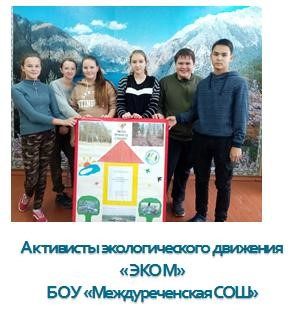 Активисты экологического движения
«ЭКОМ»
БОУ «Междуреченская СОШ»